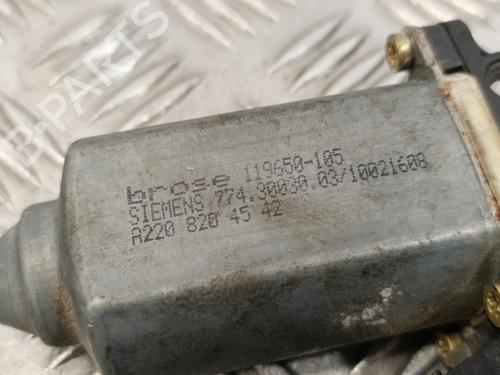 brose 119650-105
SIEMENS 774.30030.03/10021608
A220 820 45 42
B-Parts